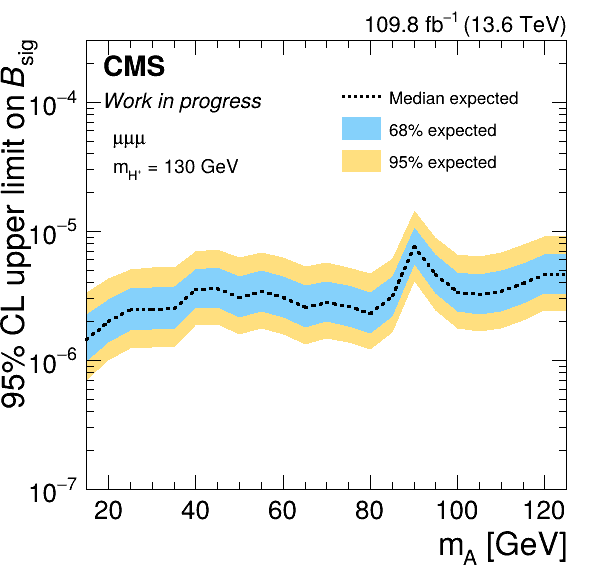 109.8 fb⁻¹ (13.6 TeV)
CMS
Work in progress
μμμ
m_H⁺ = 130 GeV
Median expected
68% expected
95% expected
95% CL upper limit on B_sig
10⁻⁴
10⁻⁵
10⁻⁶
10⁻⁷
20 40 60 80 100 120
m_A [GeV]